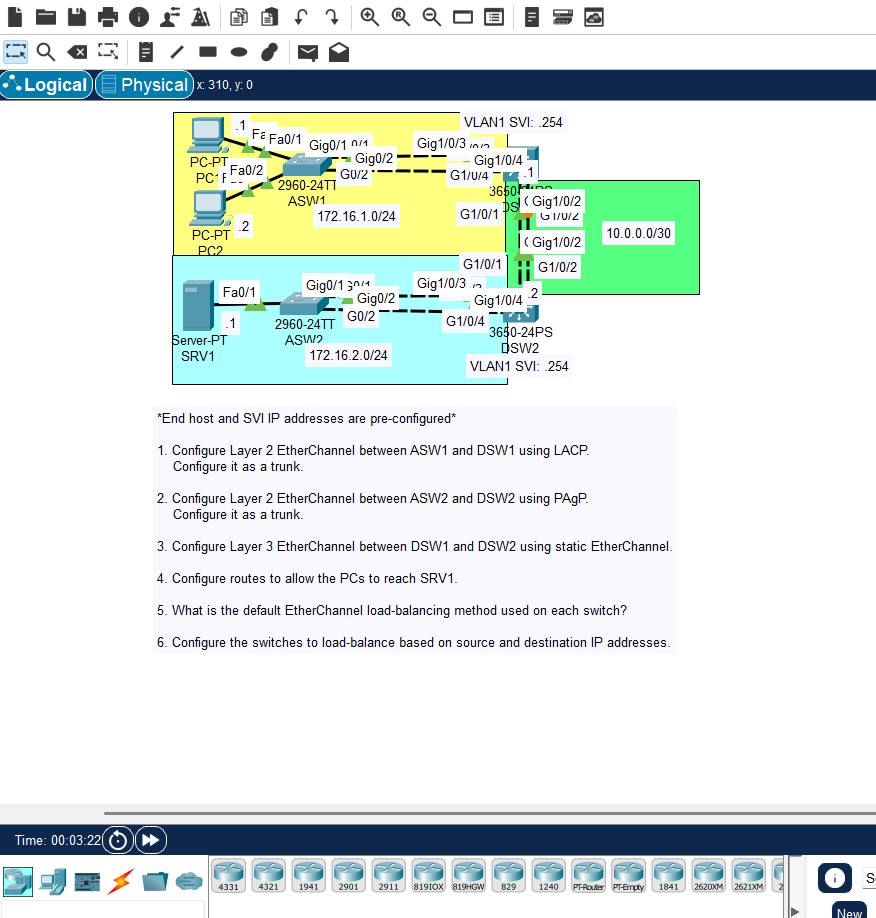 Logical Physical x: 310, y: 0
VLAN1 SVI: .254
.1
Fa0/1
Gig0/1
Gig1/0/3
PC-PT
PC1
Fa0/2
Gig0/2
Gig1/0/4
G0/2
G1/0/4
.1
2960-24TT
ASW1
Gig1/0/2
G1/0/2
172.16.1.0/24
G1/0/1
.2
10.0.0.0/30
PC-PT
PC2
Gig1/0/2
G1/0/1
G1/0/2
Fa0/1
Gig0/1
Gig1/0/3
Gig0/2
Gig1/0/4
.2
G0/2
G1/0/4
.1
2960-24TT
ASW2
3650-24PS
DSW2
Server-PT
SRV1
172.16.2.0/24
VLAN1 SVI: .254
*End host and SVI IP addresses are pre-configured*
1. Configure Layer 2 EtherChannel between ASW1 and DSW1 using LACP.
Configure it as a trunk.
2. Configure Layer 2 EtherChannel between ASW2 and DSW2 using PAgP.
Configure it as a trunk.
3. Configure Layer 3 EtherChannel between DSW1 and DSW2 using static EtherChannel.
4. Configure routes to allow the PCs to reach SRV1.
5. What is the default EtherChannel load-balancing method used on each switch?
6. Configure the switches to load-balance based on source and destination IP addresses.
Time: 00:03:22
4331 4321 1941 2901 2911 819IOX 819HGW 829 1240 PT-Router PT-Empty 1841 2620XM 2621XM
New